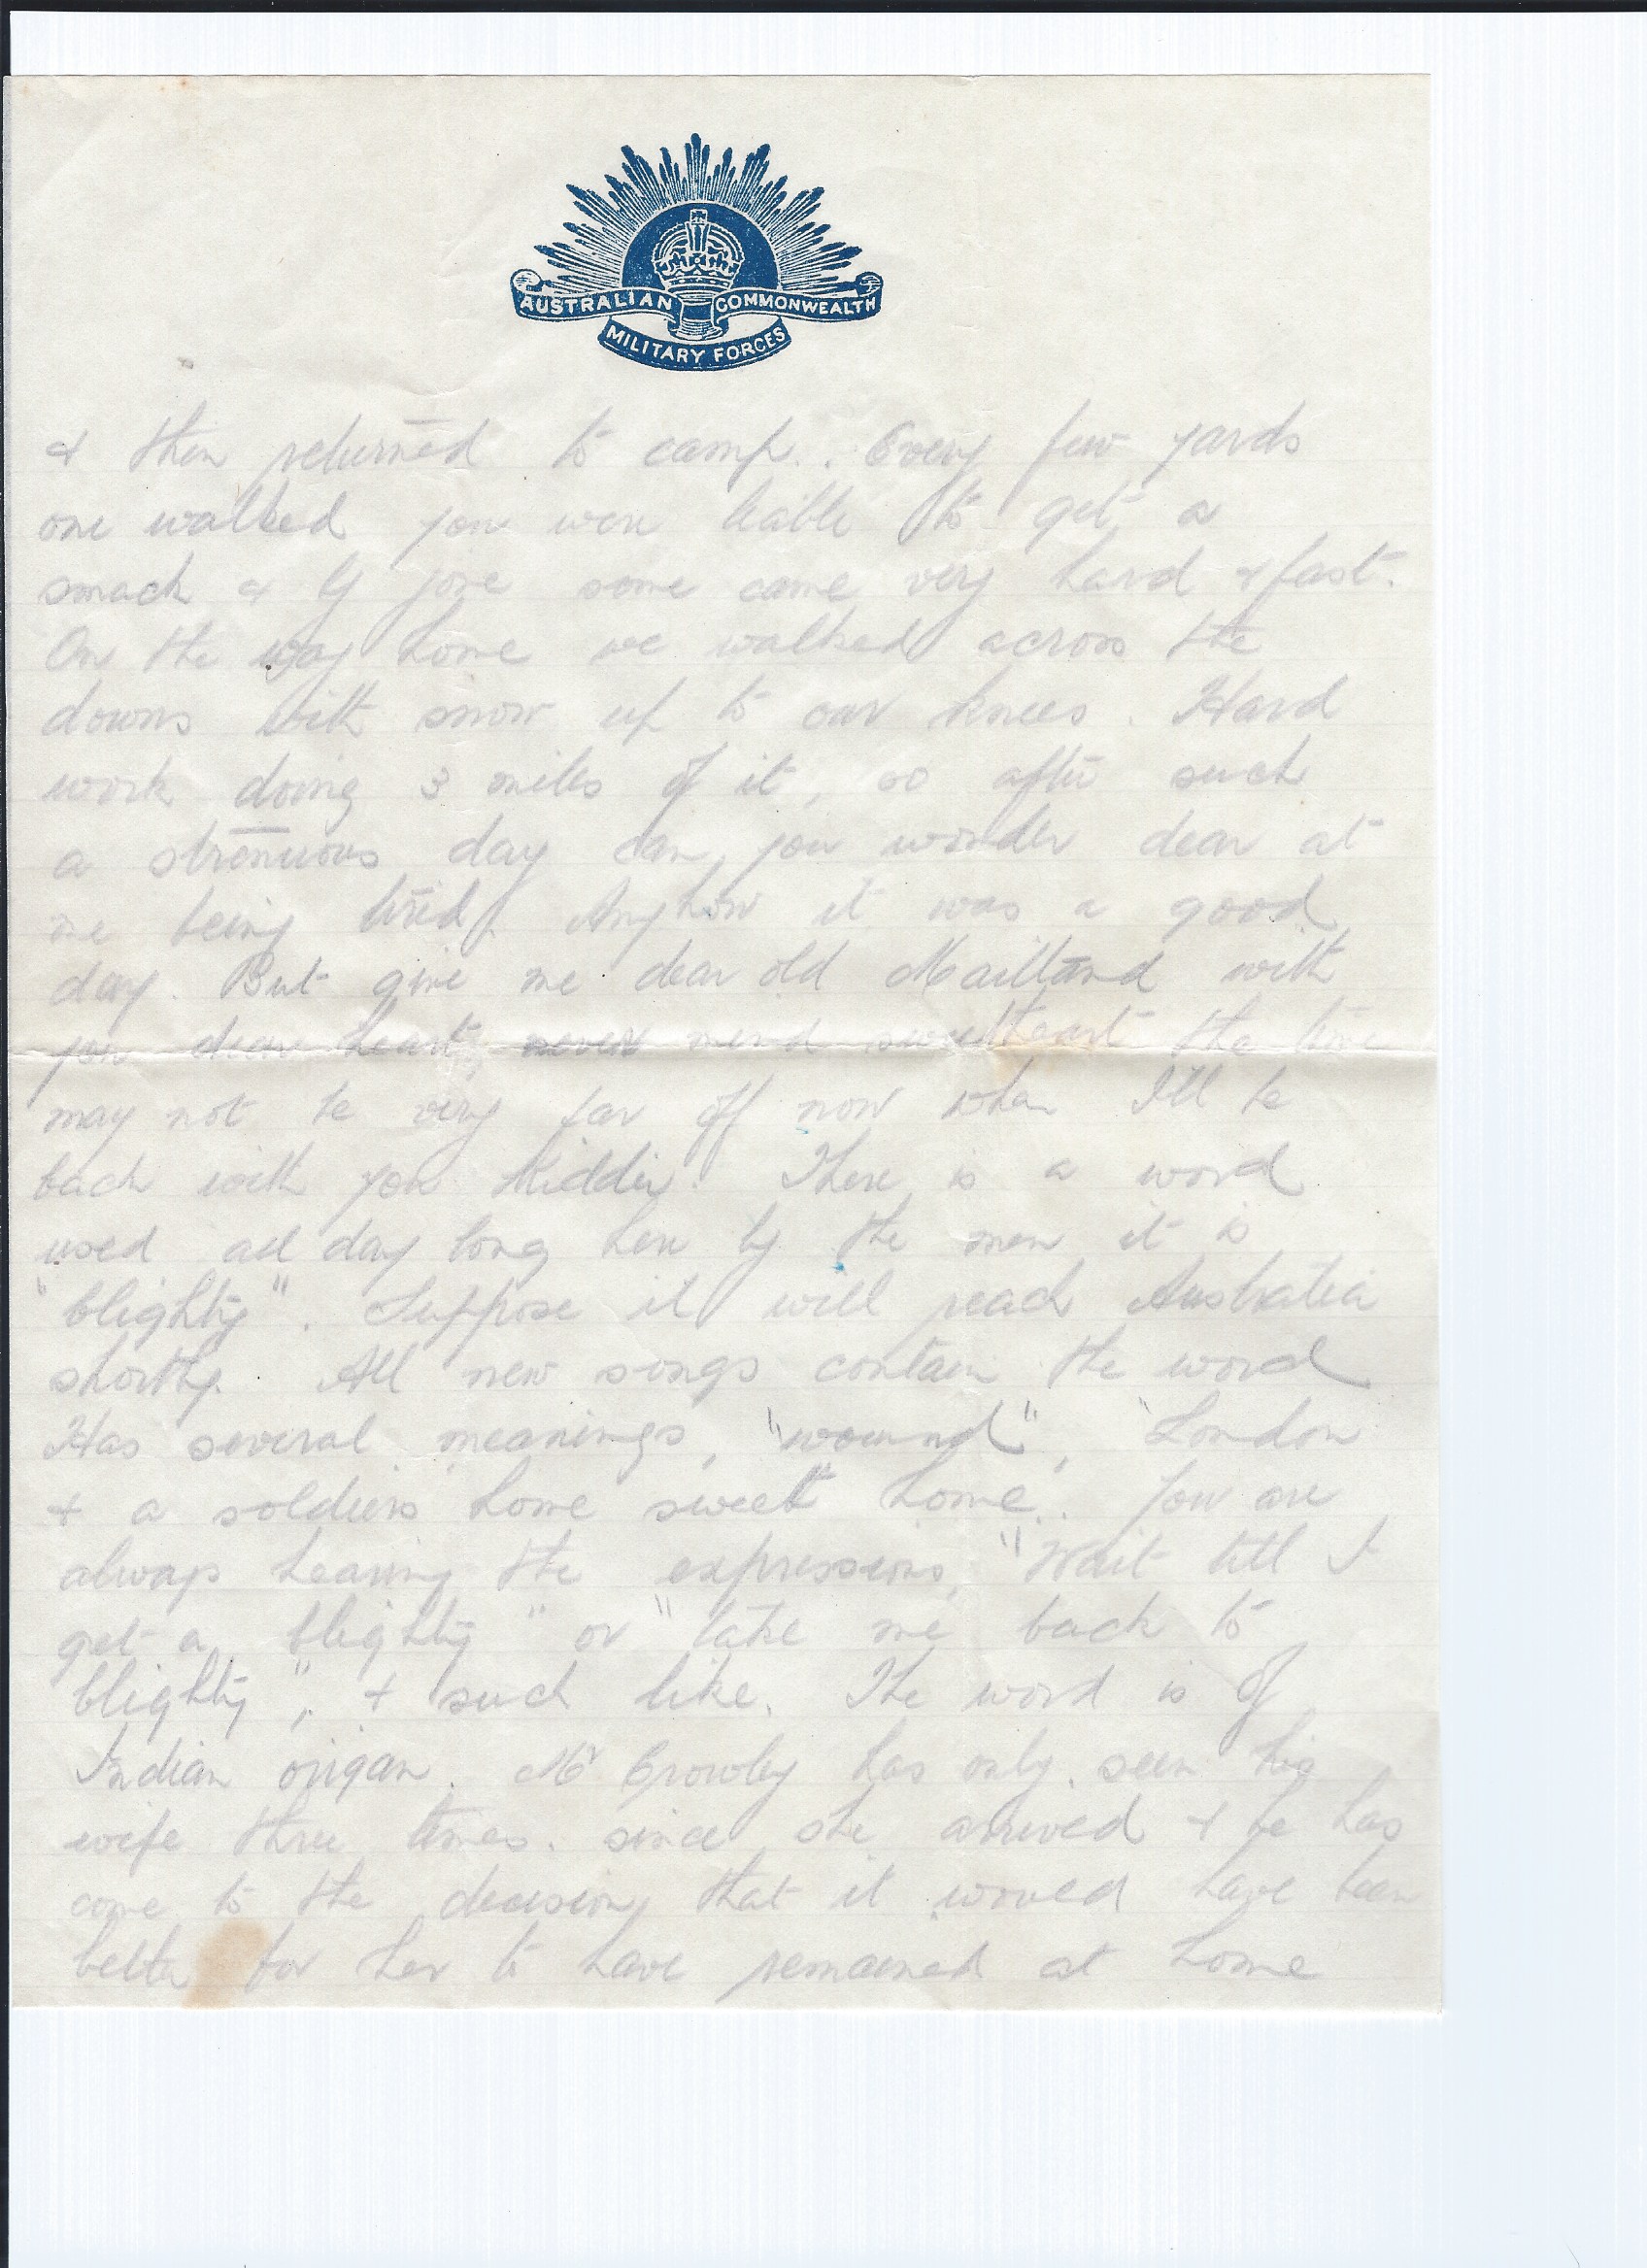 AUSTRALIAN COMMONWEALTH
MILITARY FORCES
& then returned to camp. Every few yards
one walked you were liable to get a
smack & by jove some came very hard & fast.
On the way home we walked across the
downs with snow up to our knees. Hard
work doing 3 miles of it, so after such
a strenuous day can you wonder dear at
me being tired. Anyhow it was a good
day. But give me dear old Maitland with
you dear heart, never mind sweetheart the time
may not be very far off now when I'll be
back with you Kiddie. There is a word
used all day long here by the men it is
"blighty". Suppose it will reach Australia
shortly. All new songs contain the word
Has several meanings, "wound", "London
& a soldiers home sweet home. You are
always hearing the expressions, "Wait till I
get a blighty" or "take me back to
blighty", & such like. The word is of
Indian origan. Mr Crowley has only seen his
wife three times since she arrived & he has
come to the decision that it would have been
better for her to have remained at home